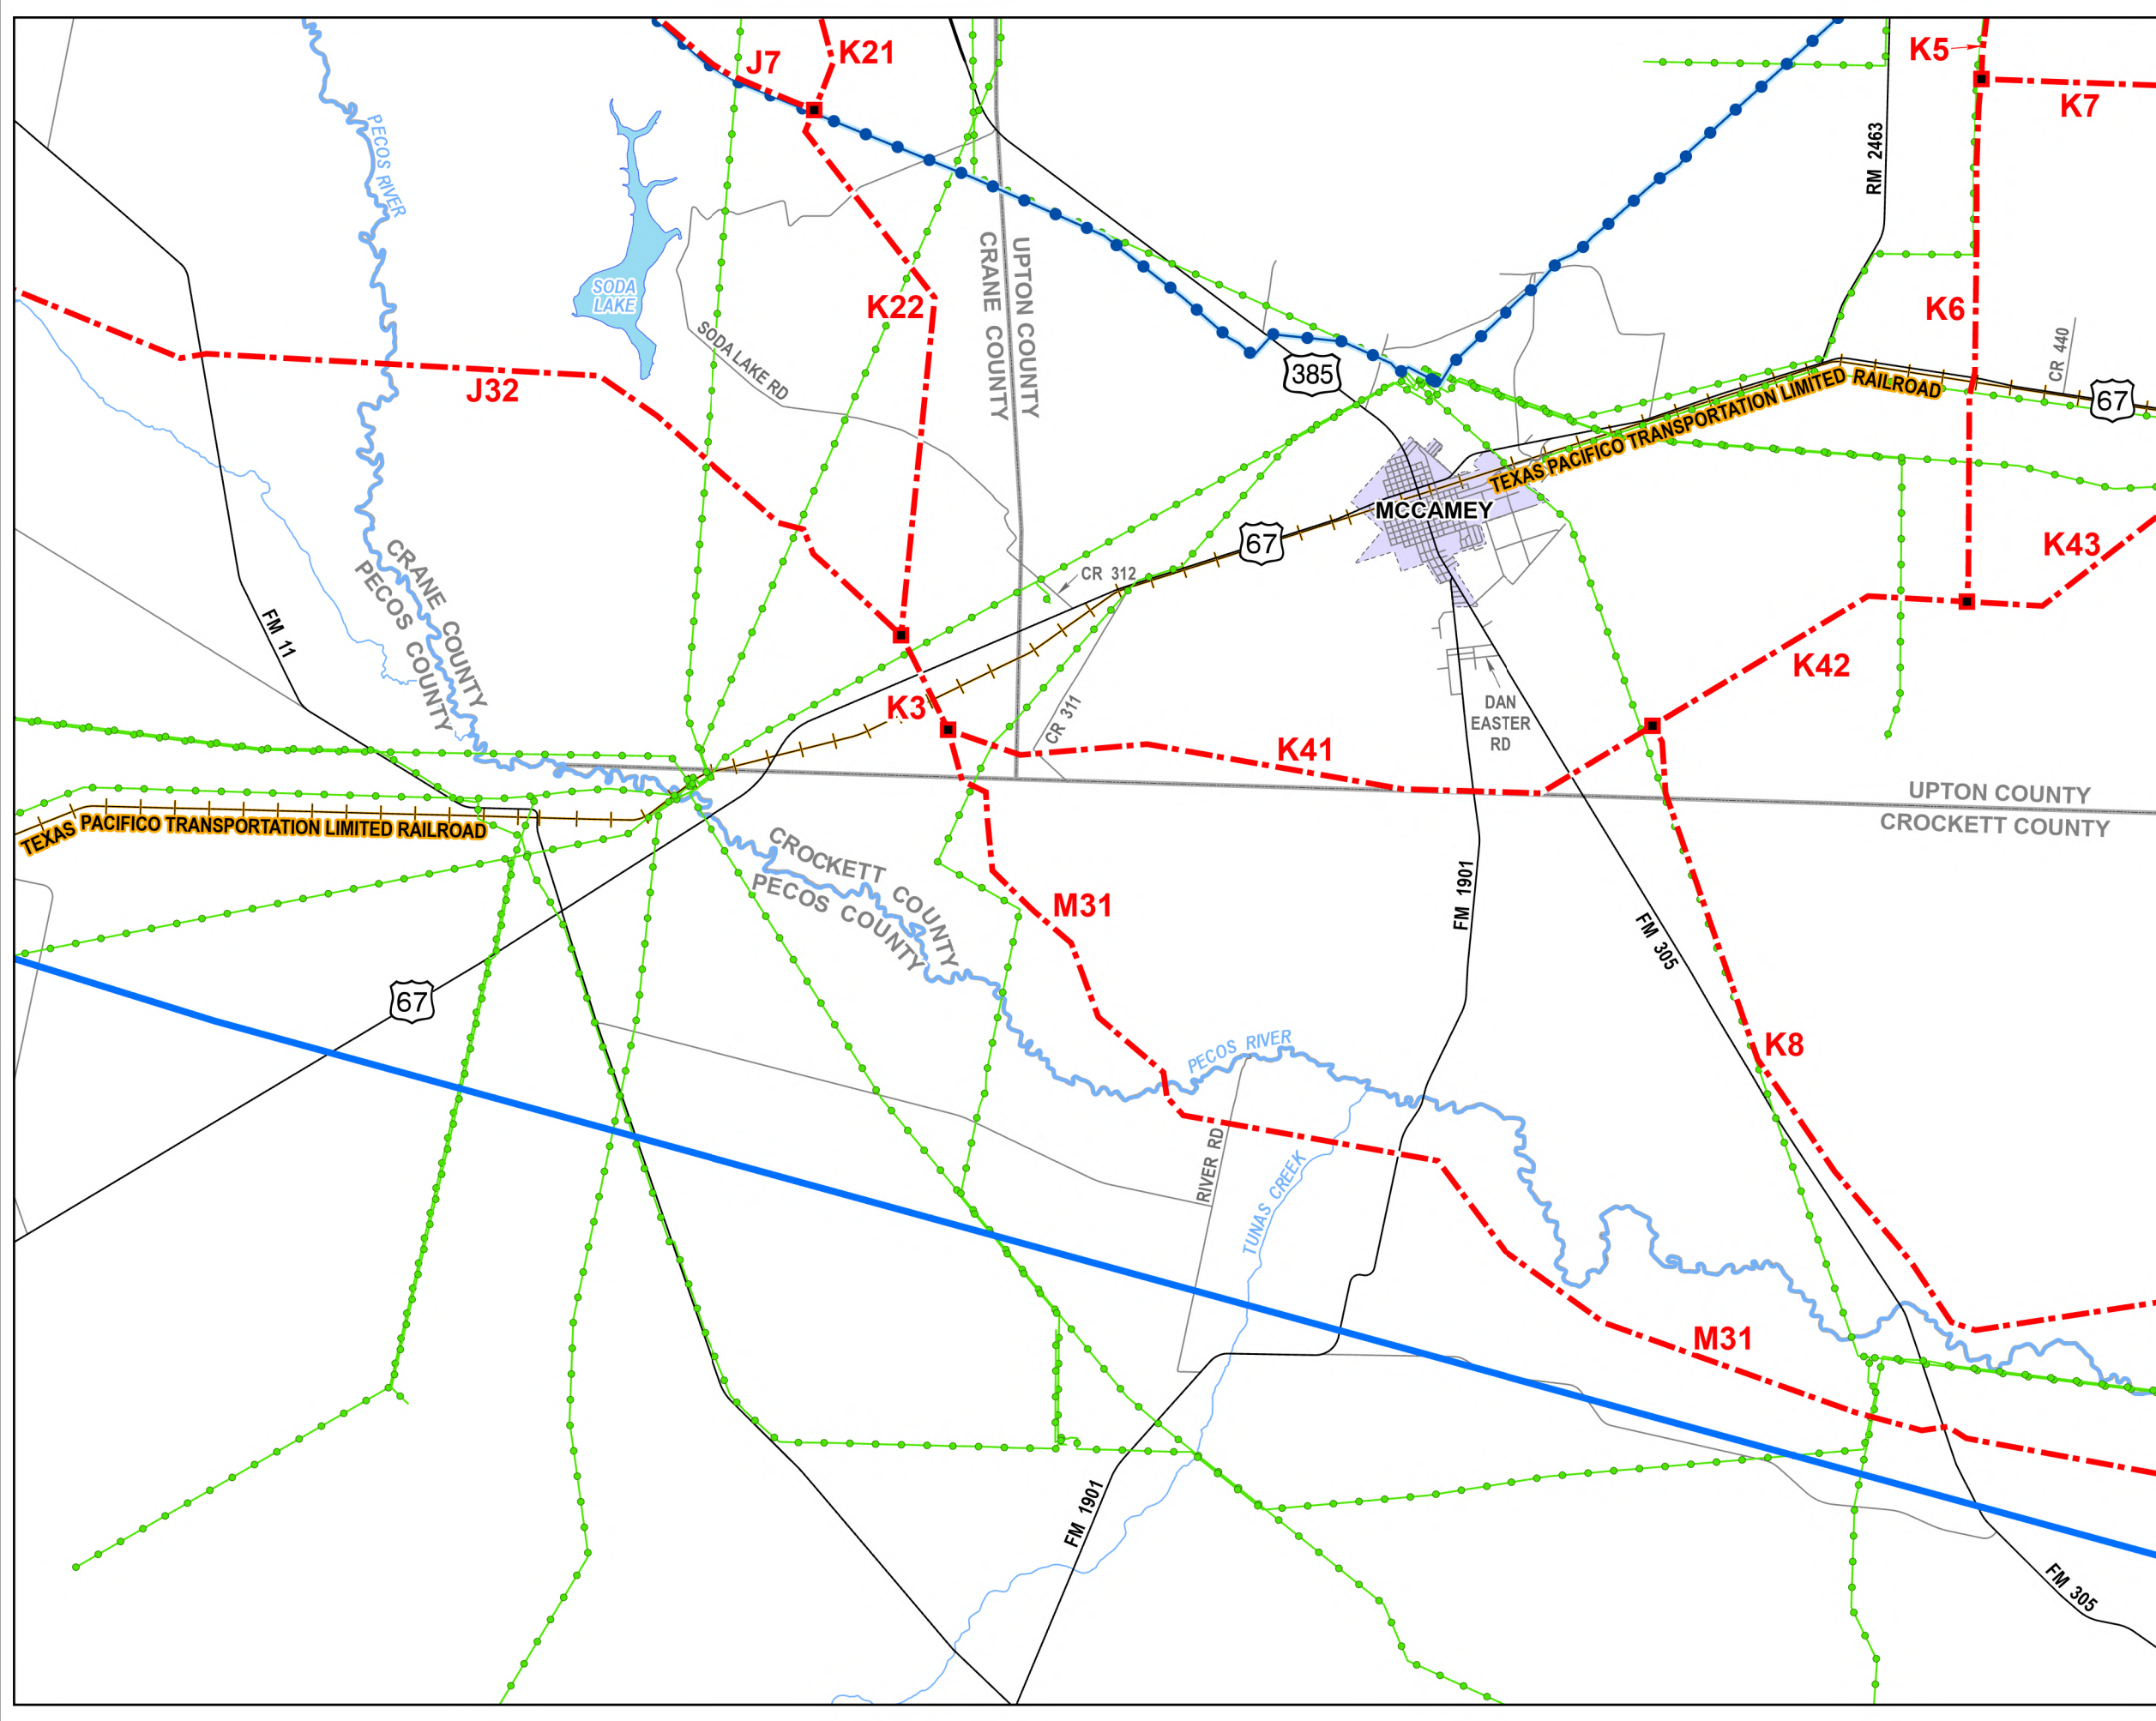 J7
K21
K5
K7
PECOS RIVER
RM 2463
SODA
LAKE
K22
UPTON COUNTY
CRANE COUNTY
K6
CR 440
SODA LAKE RD
J32
385
67
TEXAS PACIFICO TRANSPORTATION LIMITED RAILROAD
MCCAMEY
67
K43
CR 312
CRANE COUNTY
PECOS COUNTY
FM 11
K42
K3
CR 311
DAN
EASTER
RD
K41
UPTON COUNTY
CROCKETT COUNTY
TEXAS PACIFICO TRANSPORTATION LIMITED RAILROAD
CROCKETT COUNTY
PECOS COUNTY
M31
FM 1901
FM 305
67
PECOS RIVER
K8
RIVER RD
TUNAS CREEK
M31
FM 1901
FM 305